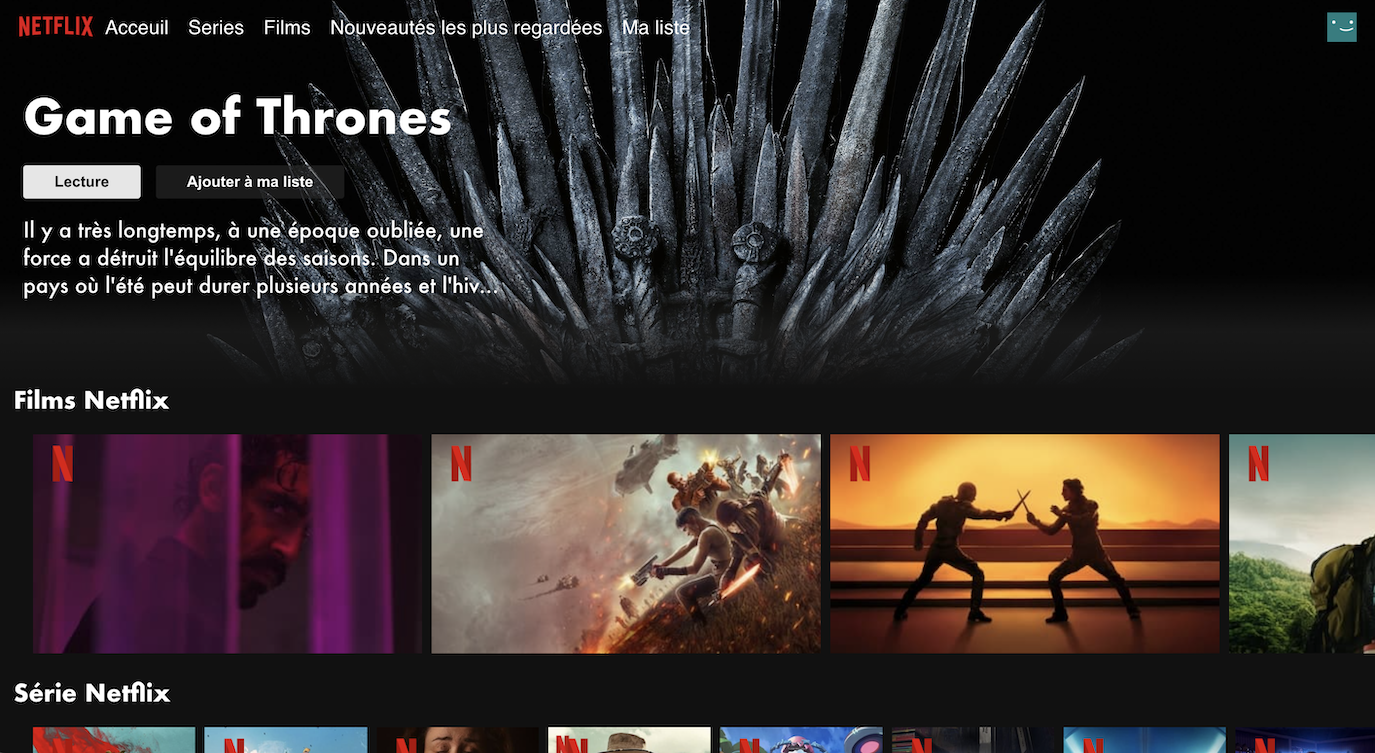 NETFLIX Acceuil Series Films Nouveautés les plus regardées Ma liste
Game of Thrones
Lecture Ajouter à ma liste
Il y a très longtemps, à une époque oubliée, une
force a détruit l'équilibre des saisons. Dans un
pays où l'été peut durer plusieurs années et l'hiv...
Films Netflix
N N N N
Série Netflix
N N N N N N N N